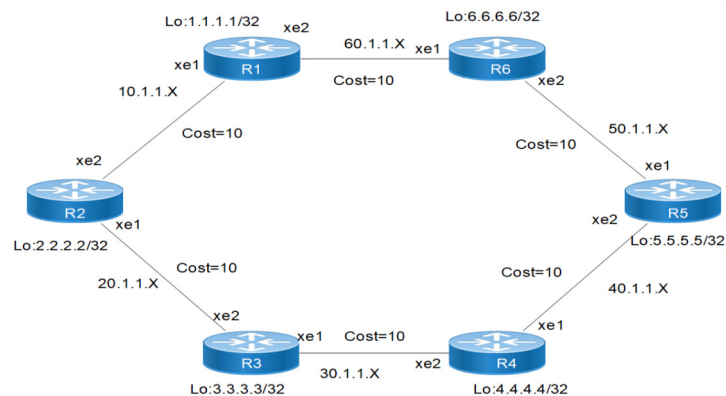 Lo:1.1.1.1/32
xe2
Lo:6.6.6.6/32
60.1.1.X
xe1
xe1
R1
R6
Cost=10
xe2
10.1.1.X
Cost=10
50.1.1.X
Cost=10
xe2
xe1
R2
R5
xe1
xe2
Lo:2.2.2.2/32
Lo:5.5.5.5/32
Cost=10
Cost=10
20.1.1.X
40.1.1.X
xe2
xe1
xe1
Cost=10
R3
xe2
R4
30.1.1.X
Lo:3.3.3.3/32
Lo:4.4.4.4/32